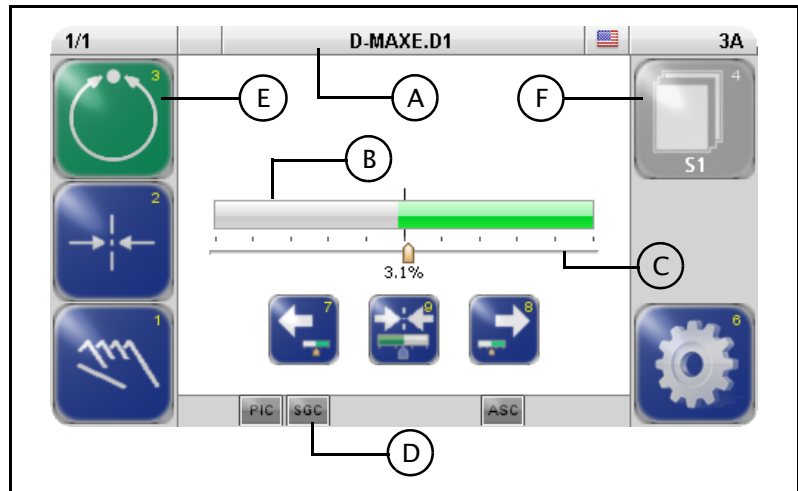 1/1 D-MAXE.D1 3A
3 4
E A F
S1
B
2
C
3.1%
7 9 8
1 6
PIC SGC ASC
D